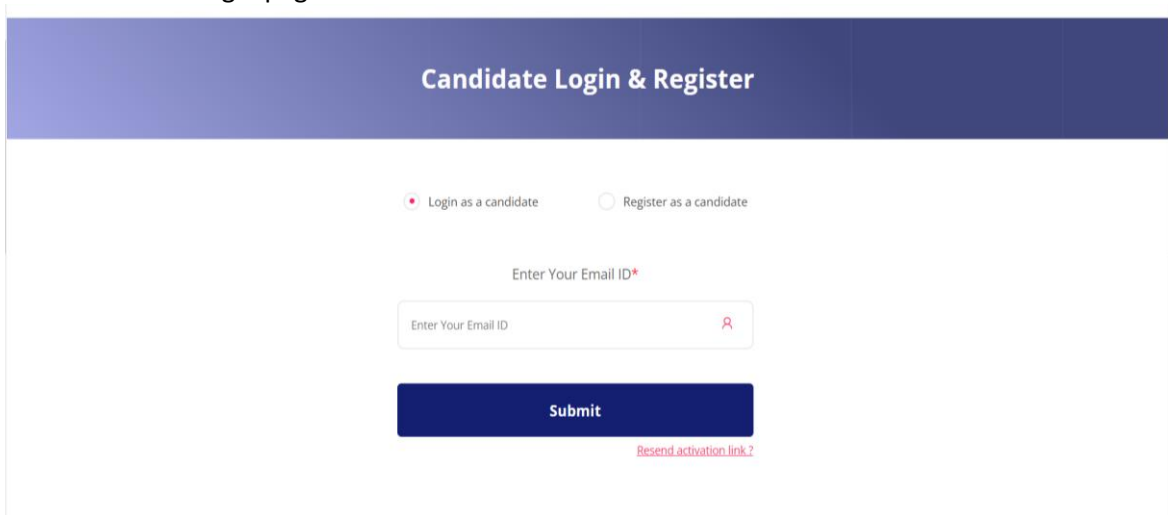 Candidate Login & Register
Login as a candidate Register as a candidate
Enter Your Email ID*
Enter Your Email ID
Submit
Resend activation link ?